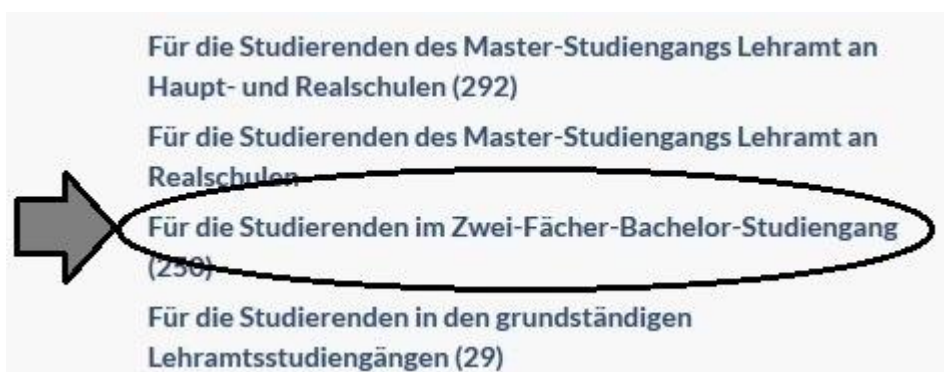 Für die Studierenden des Master-Studiengangs Lehramt an
Haupt- und Realschulen (292)
Für die Studierenden des Master-Studiengangs Lehramt an
Realschulen
Für die Studierenden im Zwei-Fächer-Bachelor-Studiengang
(250)
Für die Studierenden in den grundständigen
Lehramtsstudiengängen (29)